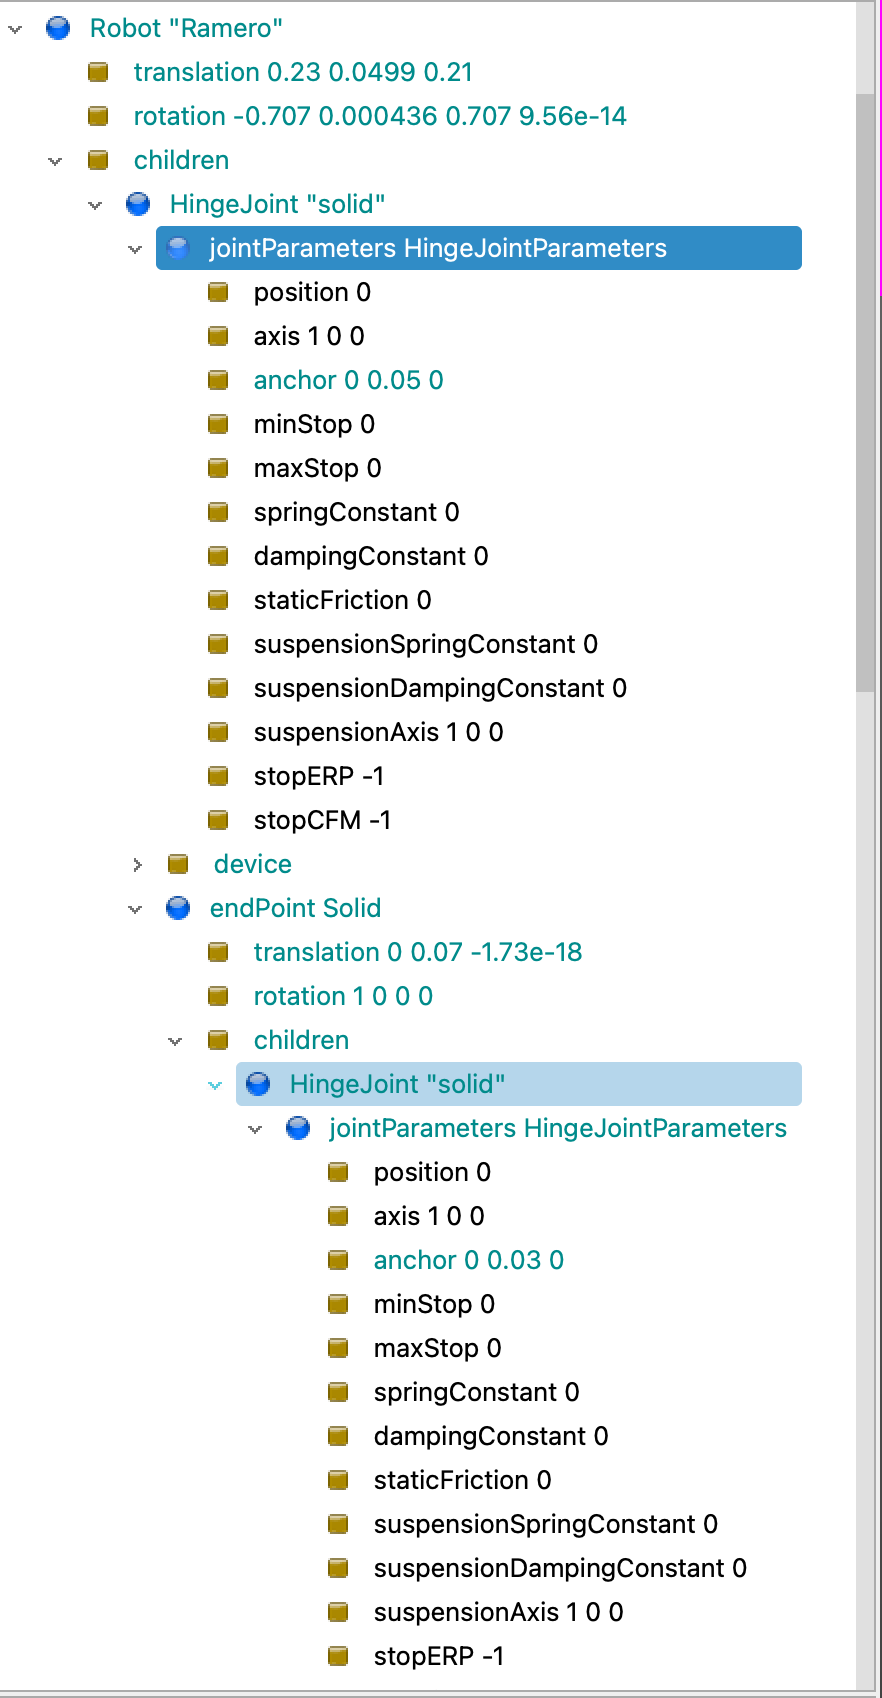 Robot "Ramero"
translation 0.23 0.0499 0.21
rotation -0.707 0.000436 0.707 9.56e-14
children
HingeJoint "solid"
jointParameters HingeJointParameters
position 0
axis 1 0 0
anchor 0 0.05 0
minStop 0
maxStop 0
springConstant 0
dampingConstant 0
staticFriction 0
suspensionSpringConstant 0
suspensionDampingConstant 0
suspensionAxis 1 0 0
stopERP -1
stopCFM -1
device
endPoint Solid
translation 0 0.07 -1.73e-18
rotation 1 0 0 0
children
HingeJoint "solid"
jointParameters HingeJointParameters
position 0
axis 1 0 0
anchor 0 0.03 0
minStop 0
maxStop 0
springConstant 0
dampingConstant 0
staticFriction 0
suspensionSpringConstant 0
suspensionDampingConstant 0
suspensionAxis 1 0 0
stopERP -1